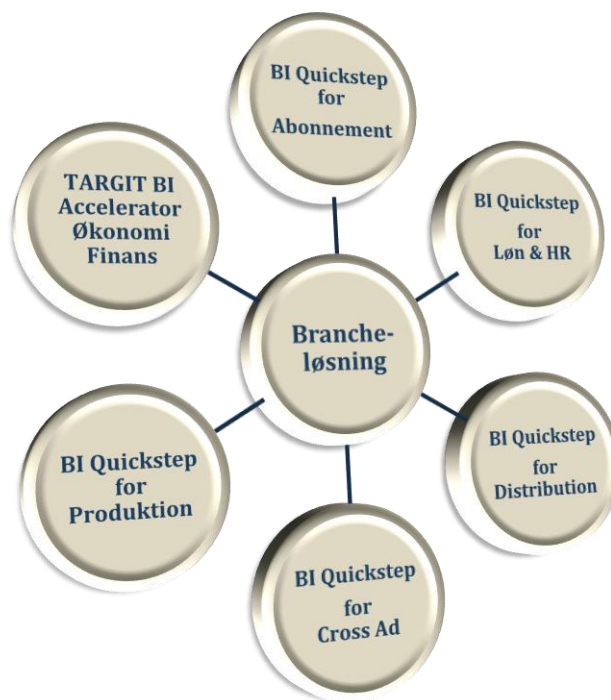 BI Quickstep
for
Abonnement
TARGIT BI
Accelerator
Økonomi
Finans
BI Quickstep
for
Løn & HR
Branche-
løsning
BI Quickstep
for
Produktion
BI Quickstep
for
Distribution
BI Quickstep
for
Cross Ad